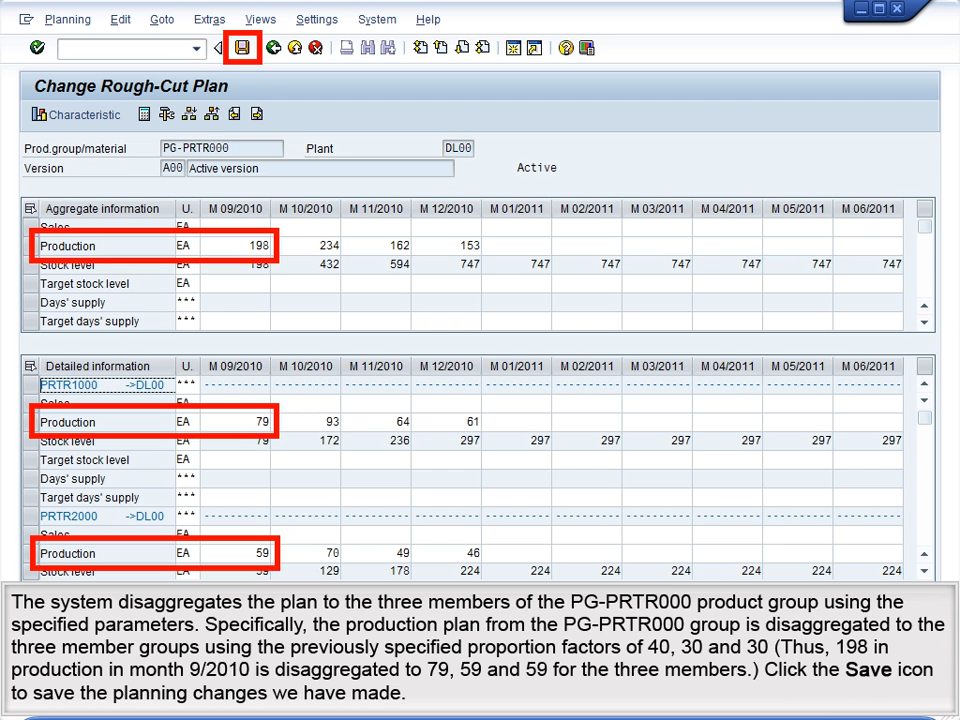 Planning Edit Goto Extras Views Settings System Help
Change Rough-Cut Plan
Characteristic
Prod.group/material PG-PRTR000 Plant DL00
Version A00 Active version Active
Aggregate information U. M 09/2010 M 10/2010 M 11/2010 M 12/2010 M 01/2011 M 02/2011 M 03/2011 M 04/2011 M 05/2011 M 06/2011
Sales EA
Production EA 198 234 162 153
Stock level EA 198 432 594 747 747 747 747 747 747 747
Target stock level EA
Days' supply ***
Target days' supply ***
Detailed information U. M 09/2010 M 10/2010 M 11/2010 M 12/2010 M 01/2011 M 02/2011 M 03/2011 M 04/2011 M 05/2011 M 06/2011
PRTR1000 ->DL00 *** ---------- ---------- ---------- ---------- ---------- ---------- ---------- ---------- ---------- ----------
Sales EA
Production EA 79 93 64 61
Stock level EA 79 172 236 297 297 297 297 297 297 297
Target stock level EA
Days' supply ***
Target days' supply ***
PRTR2000 ->DL00 *** ---------- ---------- ---------- ---------- ---------- ---------- ---------- ---------- ---------- ----------
Sales EA
Production EA 59 70 49 46
Stock level EA 59 129 178 224 224 224 224 224 224 224
The system disaggregates the plan to the three members of the PG-PRTR000 product group using the
specified parameters. Specifically, the production plan from the PG-PRTR000 group is disaggregated to the
three member groups using the previously specified proportion factors of 40, 30 and 30 (Thus, 198 in
production in month 9/2010 is disaggregated to 79, 59 and 59 for the three members.) Click the Save icon
to save the planning changes we have made.